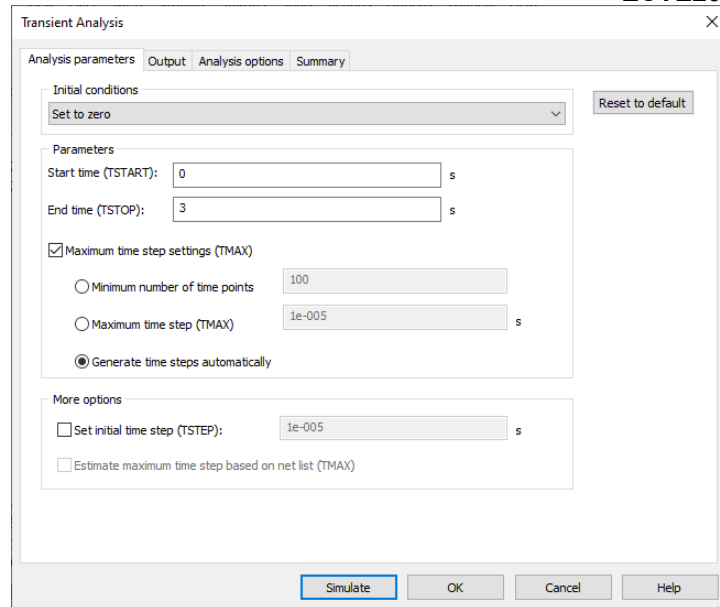 Transient Analysis
Analysis parameters Output Analysis options Summary
Initial conditions
Set to zero
Reset to default
Parameters
Start time (TSTART): 0 s
End time (TSTOP): 3 s
Maximum time step settings (TMAX)
Minimum number of time points 100
Maximum time step (TMAX) 1e-005 s
Generate time steps automatically
More options
Set initial time step (TSTEP): 1e-005 s
Estimate maximum time step based on net list (TMAX)
Simulate OK Cancel Help